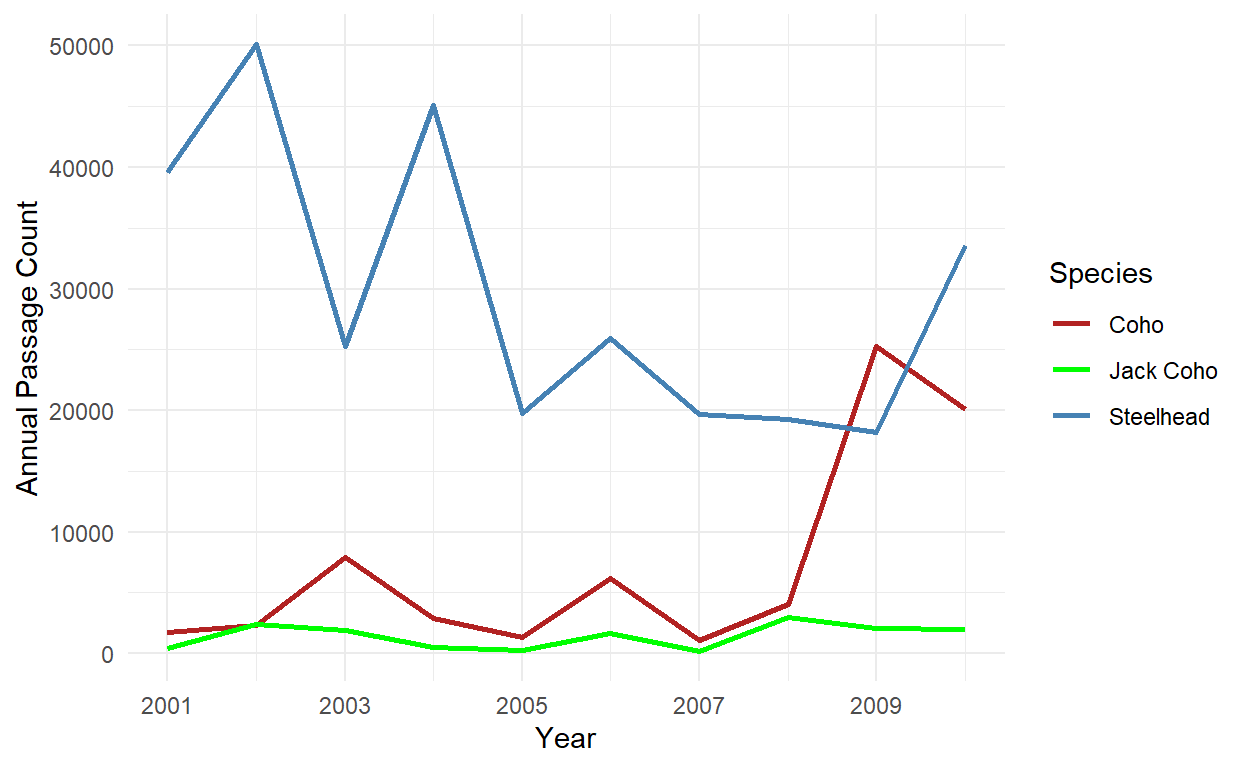 50000
40000
30000
20000
10000
0
Annual Passage Count
2001 2003 2005 2007 2009
Year
Species
Coho
Jack Coho
Steelhead